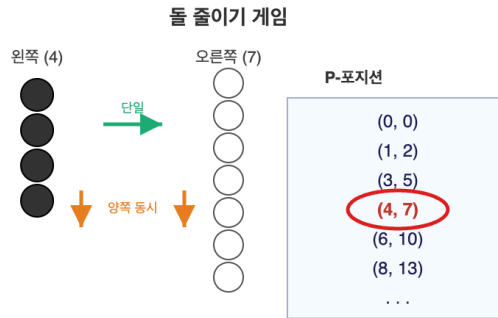 돌 줄이기 게임
왼쪽 (4)
오른쪽 (7)
단일
양쪽 동시
P-포지션
(0, 0)
(1, 2)
(3, 5)
(4, 7)
(6, 10)
(8, 13)
. . .